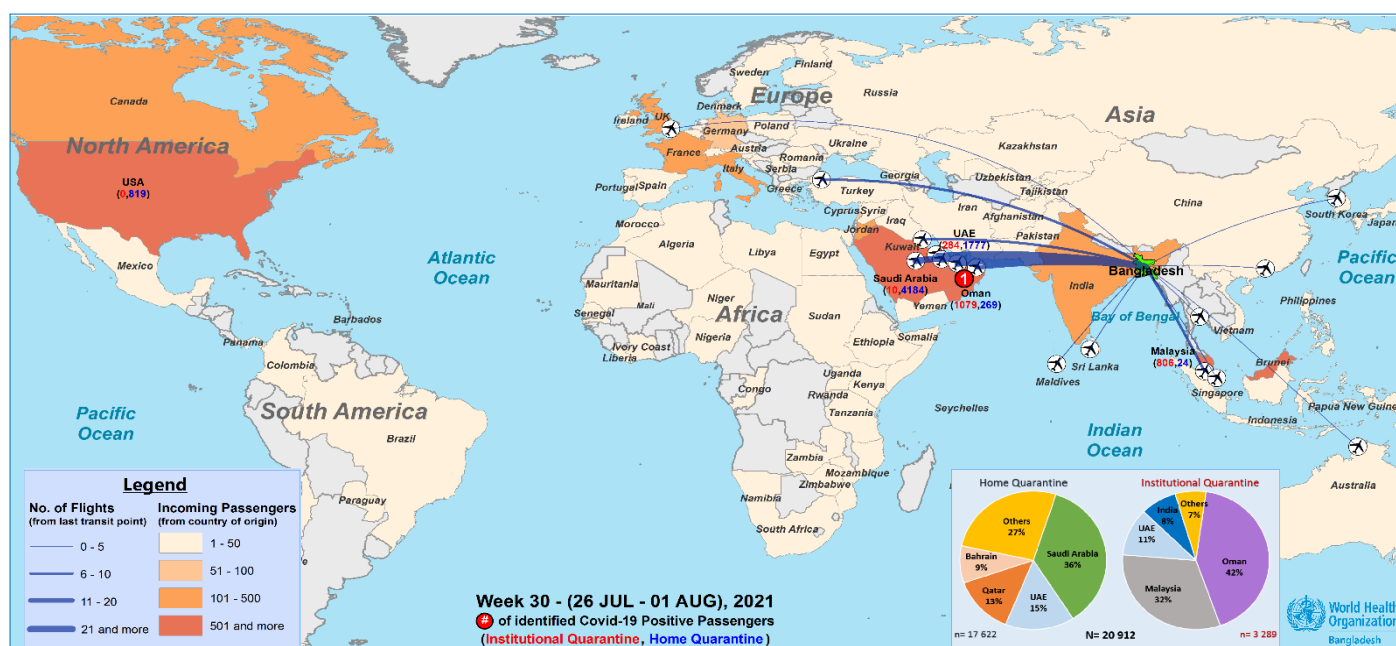 Sweden
Finland
Russia
Europe
Denmark
Canada
Ireland
UK
Asia
Germany
Poland
North America
Austria
Ukraine
Kazakhstan
France
Romania
Italy
Serbia
Georgia
Uzbekistan
USA
(0,819)
Portugal
Spain
Greece
Turkey
Tajikistan
China
South Korea
Japan
Cyprus
Syria
Iran
Afghanistan
Iraq
Morocco
Jordan
Pakistan
UAE
(284,1777)
Algeria
Libya
Egypt
Kuwait
Atlantic
Ocean
Pacific
Ocean
Mexico
Bangladesh
Saudi Arabia
(10,4184)
1
Oman
(1079,269)
India
Mauritania
Mali
Niger
Africa
Sudan
Yemen
Philippines
Barbados
Senegal
Bay of Bengal
Vietnam
Panama
Nigeria
Somalia
Ivory Coast
Ethiopia
Liberia
Malaysia
(806,24)
Brunei
Colombia
Sri Lanka
Maldives
Uganda
Kenya
Congo
Rwanda
Singapore
Pacific
Ocean
South America
Tanzania
Seychelles
Indonesia
Papua New Guine
Indian
Ocean
Brazil
Zambia
Mozambique
Zimbabwe
Namibia
Paraguay
Australia
South Africa
Legend
No. of Flights
(from last transit point)
0 - 5
6 - 10
11 - 20
21 and more
Incoming Passengers
(from country of origin)
1 - 50
51 - 100
101 - 500
501 and more
Week 30 - (26 JUL - 01 AUG), 2021
# of identified Covid-19 Positive Passengers
(Institutional Quarantine, Home Quarantine)
Home Quarantine
Others
27%
Saudi Arabia
36%
Bahrain
9%
Qatar
13%
UAE
15%
n= 17 622
N= 20 912
Institutional Quarantine
Others
7%
India
8%
UAE
11%
Oman
42%
Malaysia
32%
n= 3 289
World Health
Organization
Bangladesh